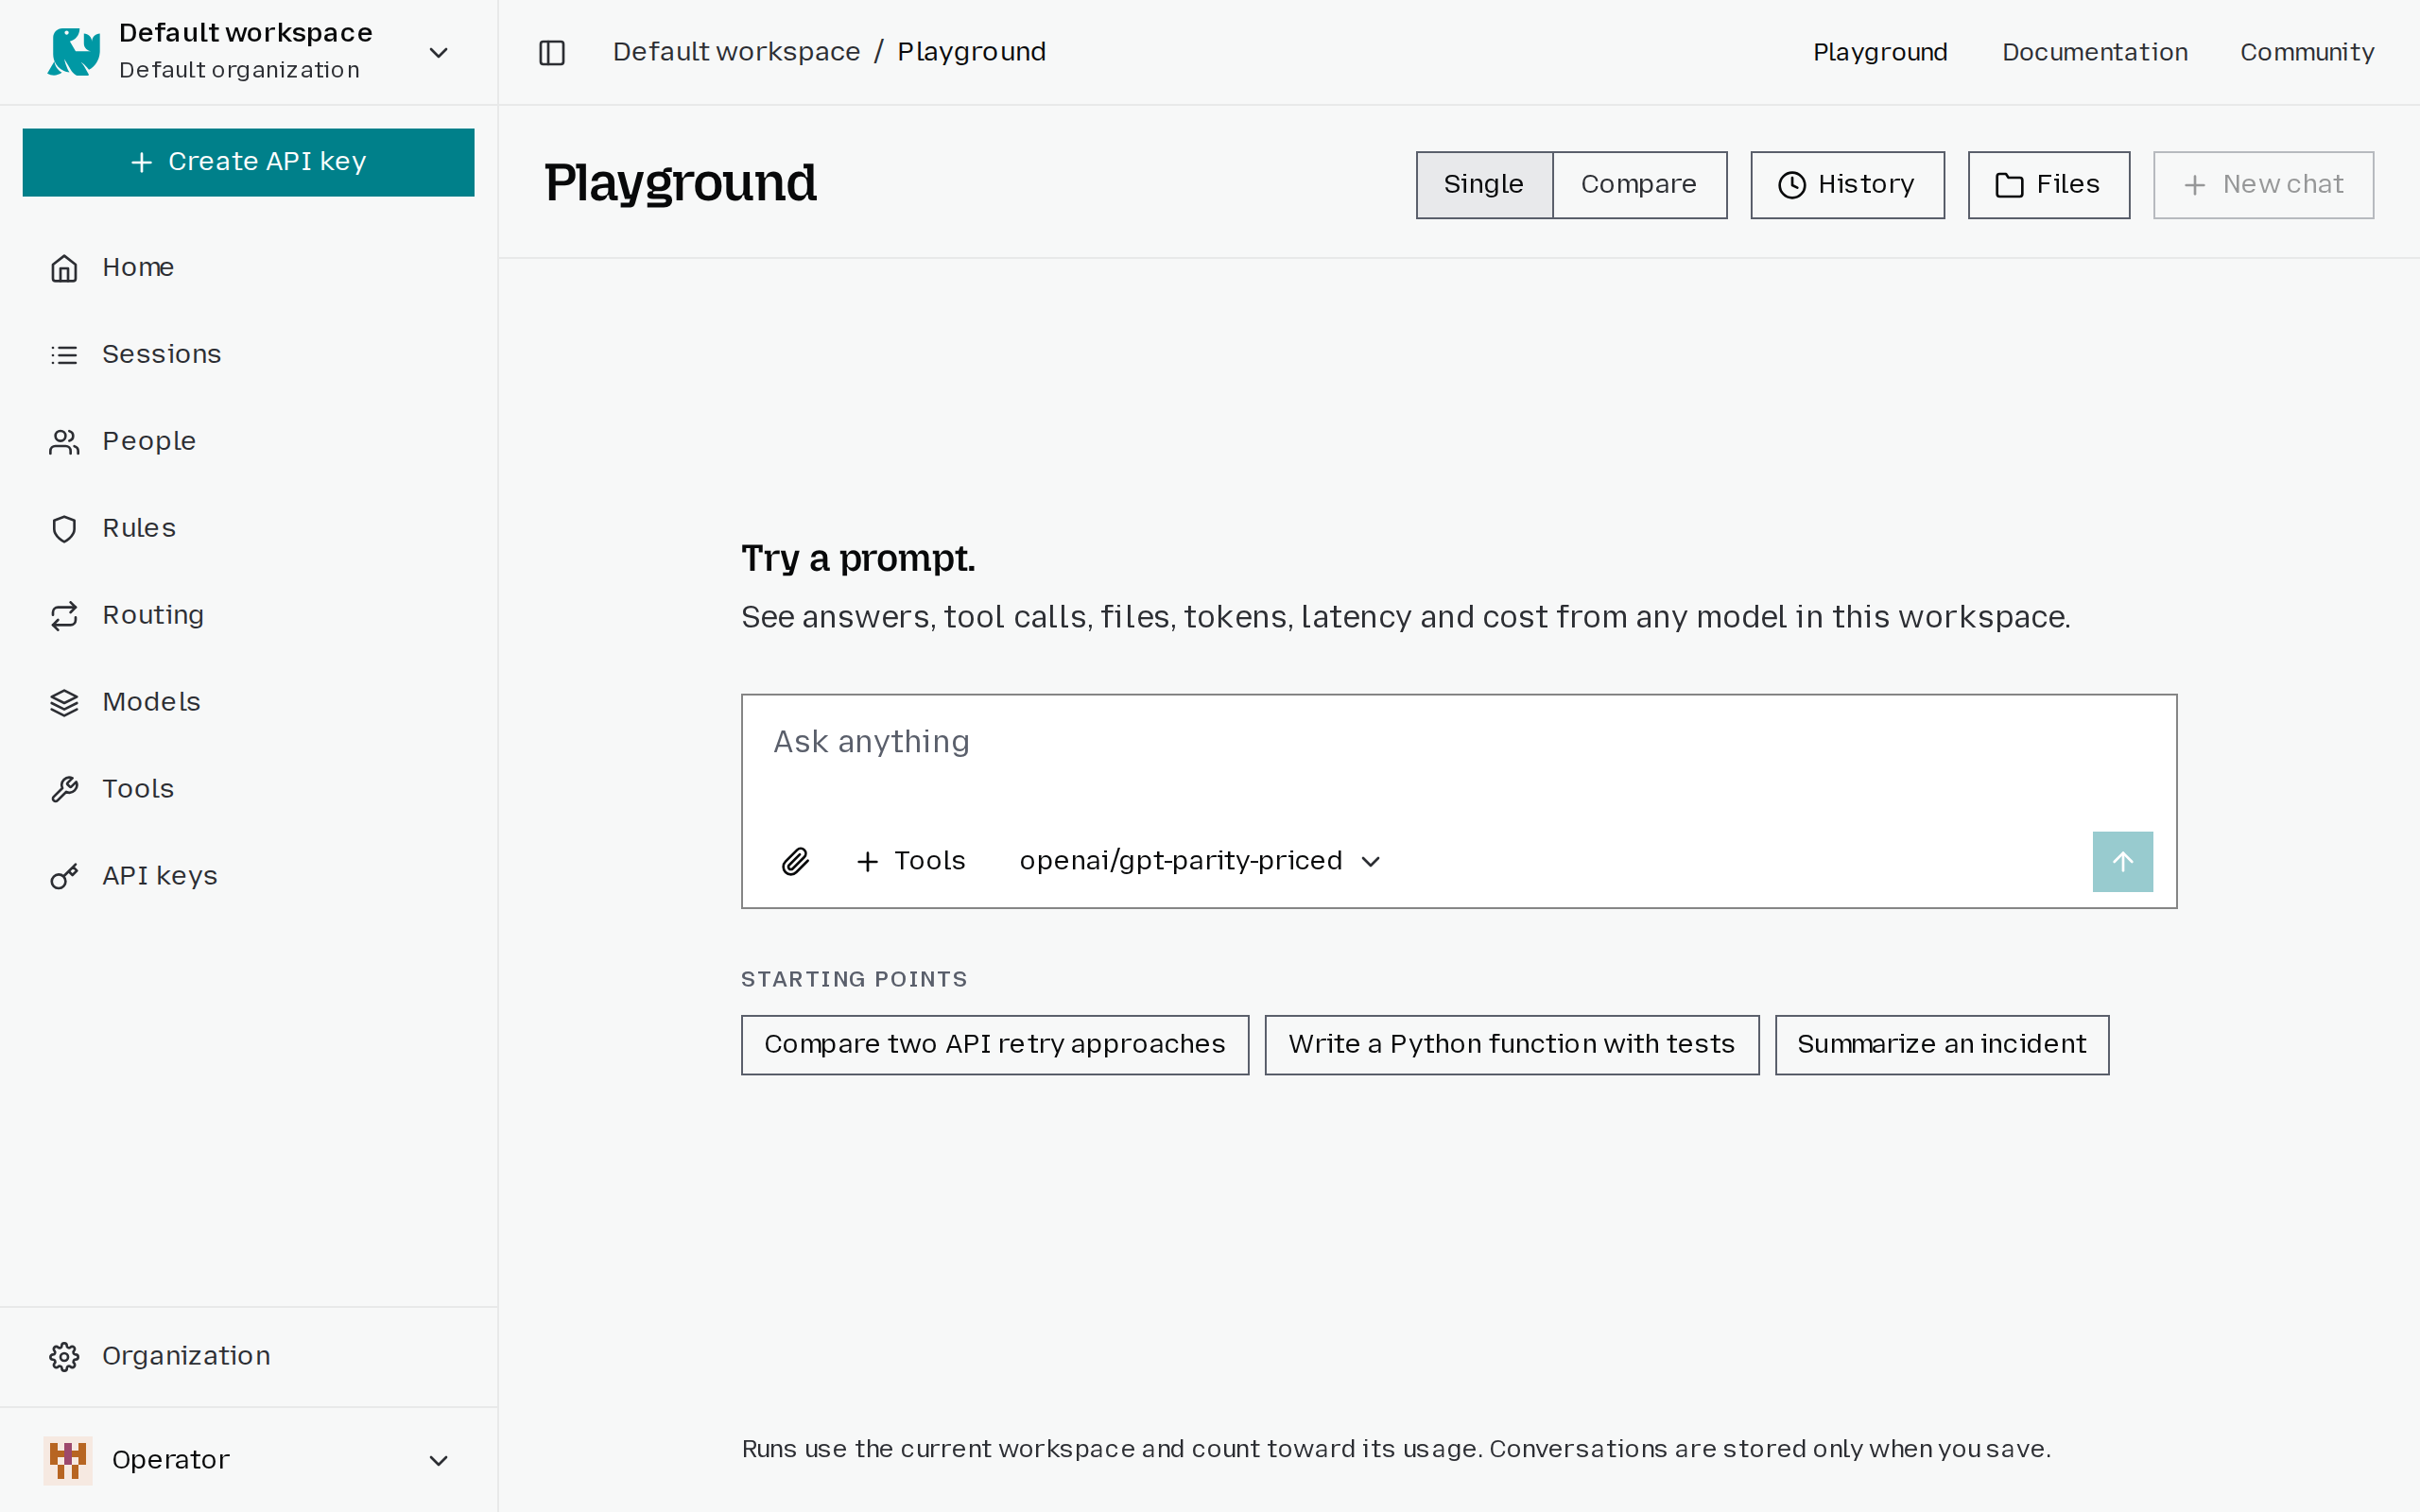 Default workspace
Default organization
Create API key
Home
Sessions
People
Rules
Routing
Models
Tools
API keys
Organization
Operator
Default workspace / Playground
Playground Documentation Community
Playground
Single Compare History Files New chat
Try a prompt.
See answers, tool calls, files, tokens, latency and cost from any model in this workspace.
Ask anything
Tools openai/gpt-parity-priced
STARTING POINTS
Compare two API retry approaches Write a Python function with tests Summarize an incident
Runs use the current workspace and count toward its usage. Conversations are stored only when you save.